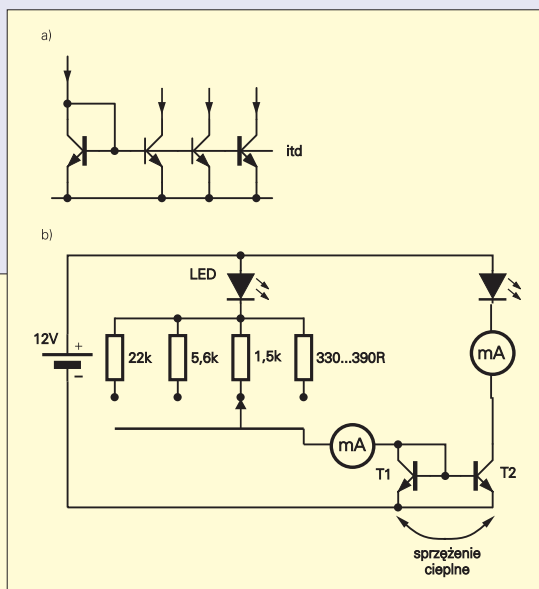 a)
itd
b)
LED
12V
+
−
22k
5,6k
1,5k
330...390R
mA
mA
T1
T2
sprzężenie
cieplne